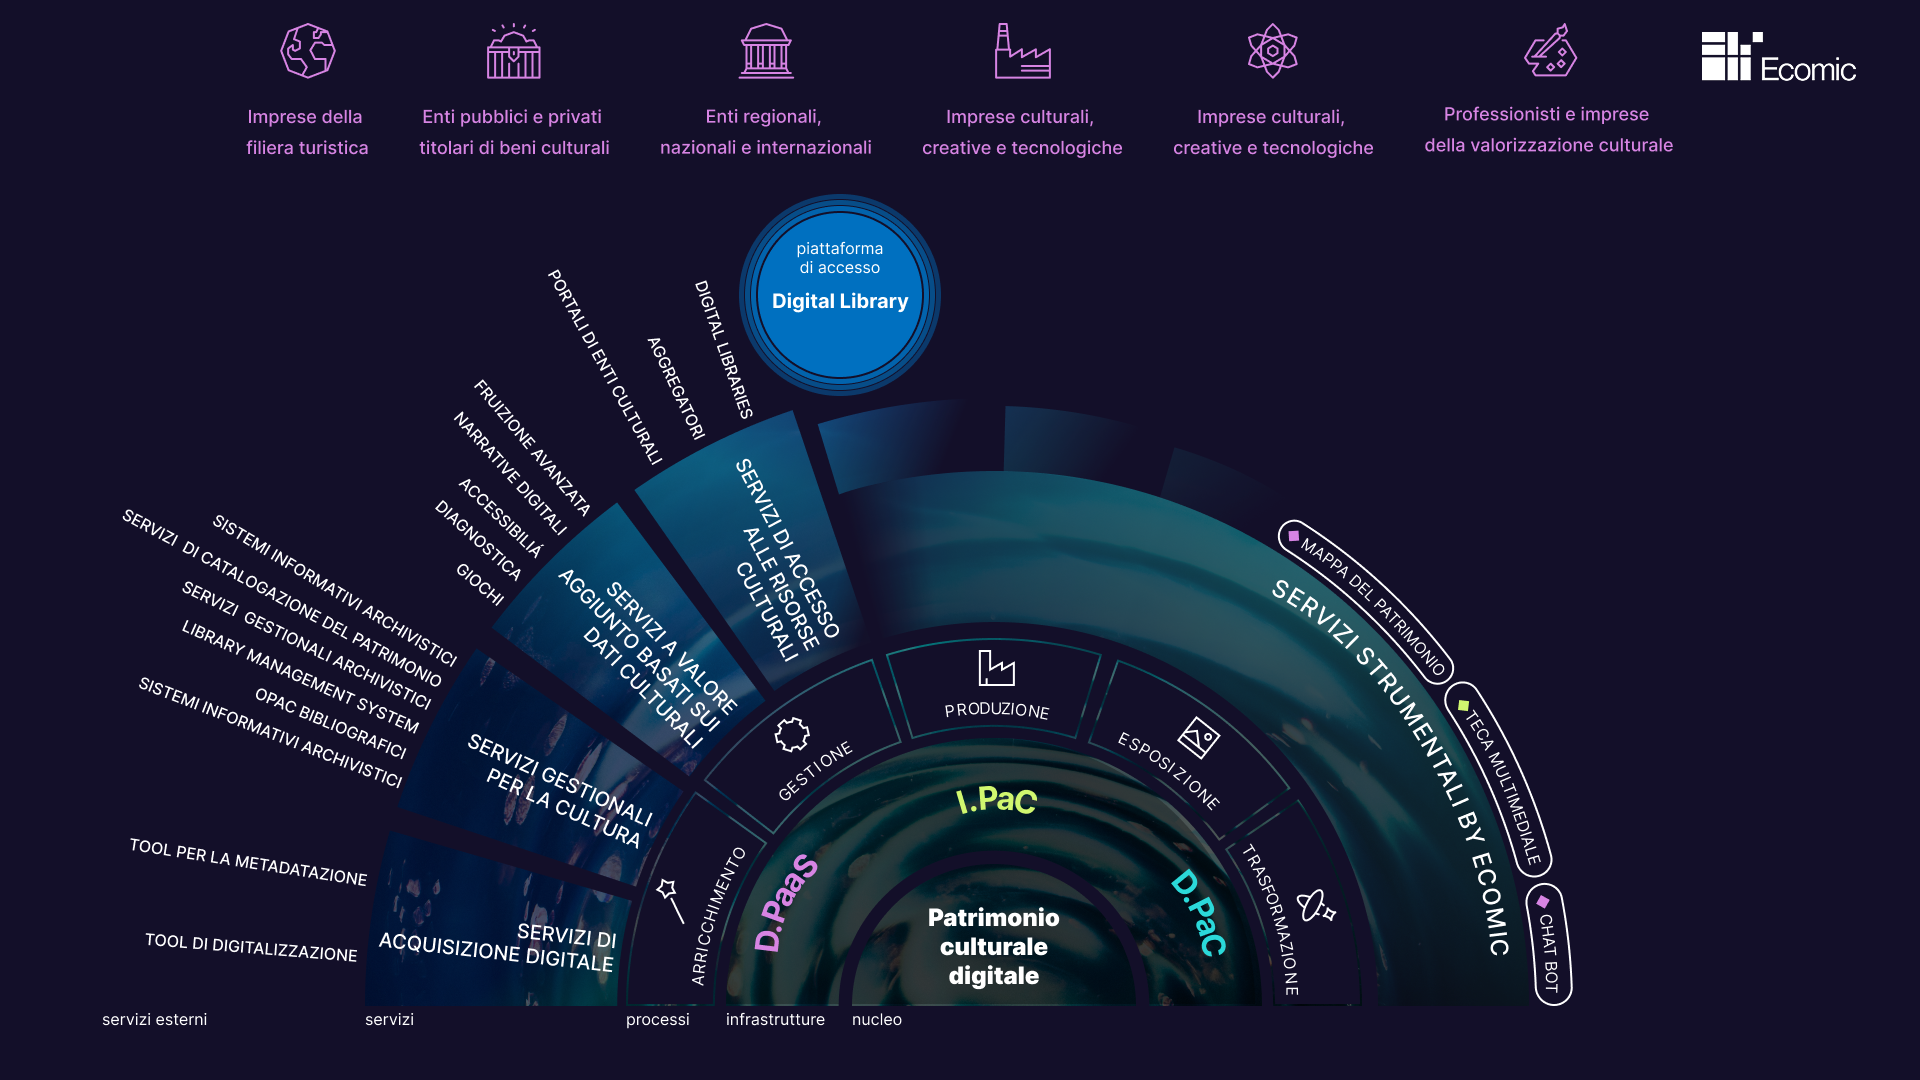 Imprese della
filiera turistica
Enti pubblici e privati
titolari di beni culturali
Enti regionali,
nazionali e internazionali
Imprese culturali,
creative e tecnologiche
Imprese culturali,
creative e tecnologiche
Professionisti e imprese
della valorizzazione culturale
Ecomic
piattaforma
di accesso
Digital Library
DIGITAL LIBRARIES
AGGREGATORI
PORTALI DI ENTI CULTURALI
FRUIZIONE AVANZATA
NARRATIVE DIGITALI
ACCESSIBILIÁ
DIAGNOSTICA
GIOCHI
SISTEMI INFORMATIVI ARCHIVISTICI
SERVIZI DI CATALOGAZIONE DEL PATRIMONIO
SERVIZI GESTIONALI ARCHIVISTICI
LIBRARY MANAGEMENT SYSTEM
OPAC BIBLIOGRAFICI
SISTEMI INFORMATIVI ARCHIVISTICI
TOOL PER LA METADATAZIONE
TOOL DI DIGITALIZZAZIONE
SERVIZI DI ACCESSO
ALLE RISORSE
CULTURALI
SERVIZI A VALORE
AGGIUNTO BASATI SUI
DATI CULTURALI
SERVIZI GESTIONALI
PER LA CULTURA
SERVIZI DI
ACQUISIZIONE DIGITALE
SERVIZI STRUMENTALI BY ECOMIC
MAPPA DEL PATRIMONIO
TECA MULTIMEDIALE
CHAT BOT
ARRICCHIMENTO
GESTIONE
PRODUZIONE
ESPOSIZIONE
TRASFORMAZIONE
D.PaaS
I.PaC
D.PaC
Patrimonio
culturale
digitale
servizi esterni
servizi
processi
infrastrutture
nucleo